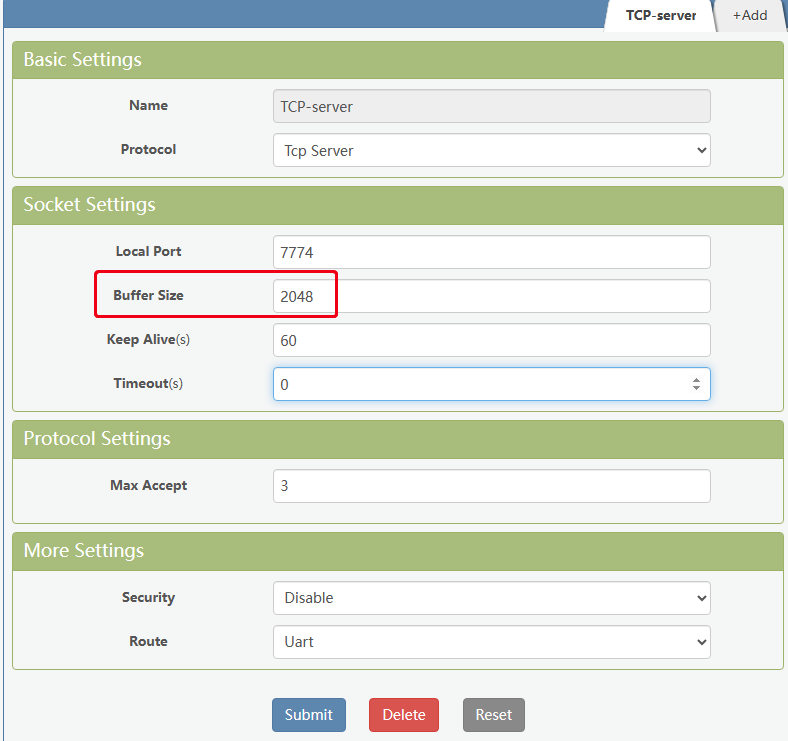 TCP-server +Add
Basic Settings
Name TCP-server
Protocol Tcp Server
Socket Settings
Local Port 7774
Buffer Size 2048
Keep Alive(s) 60
Timeout(s) 0
Protocol Settings
Max Accept 3
More Settings
Security Disable
Route Uart
Submit Delete Reset